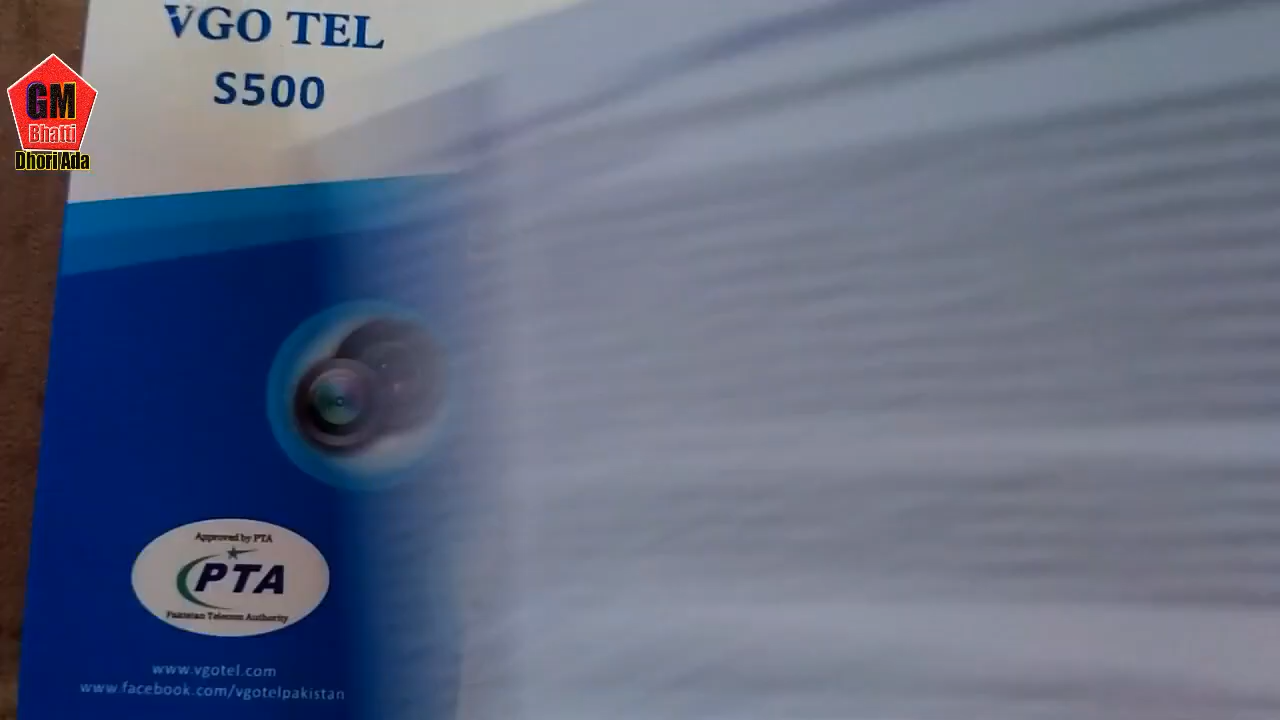 VGO TEL
S500
GM
Bhatti
Dhori Ada
Approved by PTA
PTA
Pakistan Telecom Authority
www.vgotel.com
www.facebook.com/vgotelpakistan